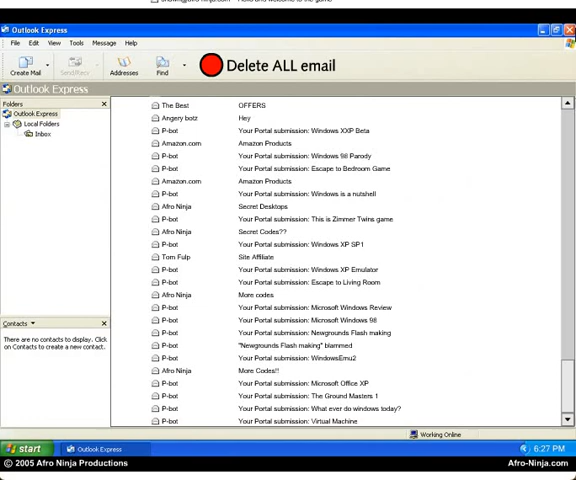 Outlook Express
File Edit View Tools Message Help
Create Mail Send/Recv Addresses Find Delete ALL email
Outlook Express
Folders
Outlook Express
Local Folders
Inbox
The Best OFFERS
Angery botz Hey
P-bot Your Portal submission: Windows XXP Beta
Amazon.com Amazon Products
P-bot Your Portal submission: Windows 98 Parody
P-bot Your Portal submission: Escape to Bedroom Game
Amazon.com Amazon Products
P-bot Your Portal submission: Windows is a nutshell
Afro Ninja Secret Desktops
P-bot Your Portal submission: This is Zimmer Twins game
Afro Ninja Secret Codes??
P-bot Your Portal submission: Windows XP SP1
Tom Fulp Site Affiliate
P-bot Your Portal submission: Windows XP Emulator
P-bot Your Portal submission: Escape to Living Room
Afro Ninja More codes
P-bot Your Portal submission: Microsoft Windows Review
P-bot Your Portal submission: Microsoft Windows 98
P-bot Your Portal submission: Newgrounds Flash making
P-bot "Newgrounds Flash making" blammed
P-bot Your Portal submission: WindowsEmu2
Afro Ninja More Codes!!
P-bot Your Portal submission: Microsoft Office XP
P-bot Your Portal submission: The Ground Masters 1
P-bot Your Portal submission: What ever do windows today?
P-bot Your Portal submission: Virtual Machine
Contacts
There are no contacts to display. Click
on Contacts to create a new contact.
Working Online
start Outlook Express 6:27 PM
© 2005 Afro Ninja Productions Afro-Ninja.com